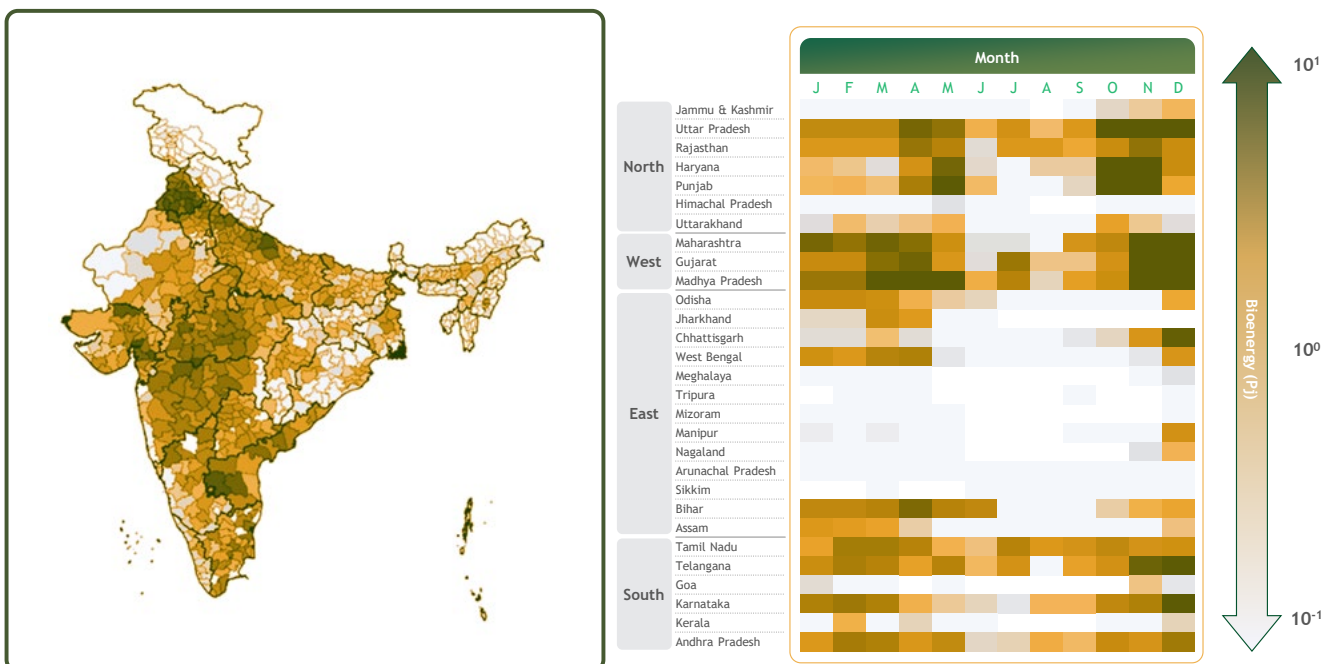 Month
J F M A M J J A S O N D
North
Jammu & Kashmir
Uttar Pradesh
Rajasthan
Haryana
Punjab
Himachal Pradesh
Uttarakhand
West
Maharashtra
Gujarat
Madhya Pradesh
East
Odisha
Jharkhand
Chhattisgarh
West Bengal
Meghalaya
Tripura
Mizoram
Manipur
Nagaland
Arunachal Pradesh
Sikkim
Bihar
Assam
South
Tamil Nadu
Telangana
Goa
Karnataka
Kerala
Andhra Pradesh
10¹
Bioenergy (Pj)
10⁰
10⁻¹